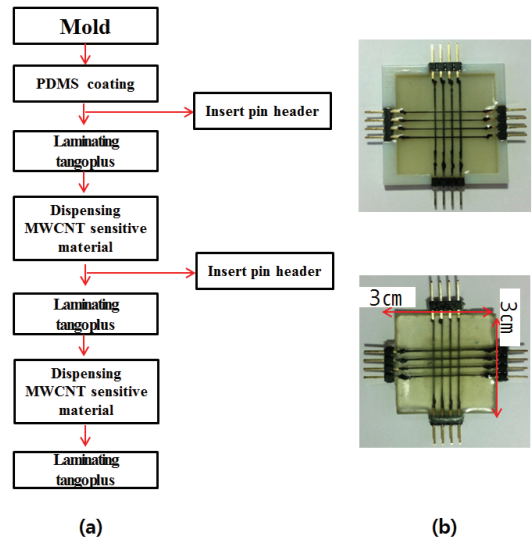 Mold
PDMS coating
Insert pin header
Laminating
tangoplus
Dispensing
MWCNT sensitive
material
Insert pin header
Laminating
tangoplus
Dispensing
MWCNT sensitive
material
Laminating
tangoplus
(a)
3cm
3cm
(b)